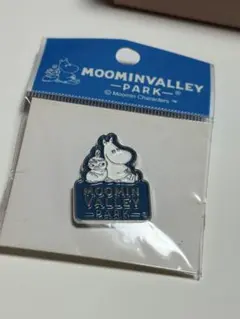 MOOMINVALLEY
—PARK—®
© Moomin Characters ™
MOOMIN
VALLEY
—PARK—